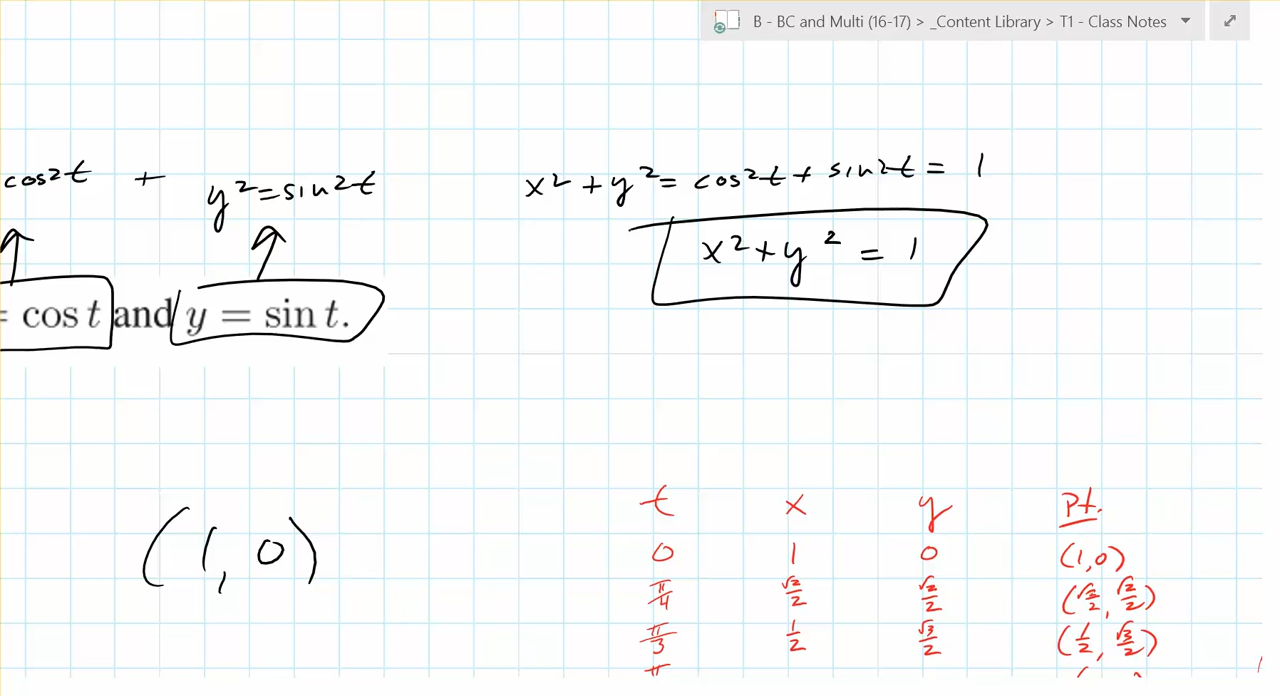 B - BC and Multi (16-17) > _Content Library > T1 - Class Notes
cos²t + y² = sin²t
x² + y² = cos²t + sin²t = 1
x² + y² = 1
= cos t and y = sin t.
(1, 0)
t x y Pt.
0 1 0 (1,0)
π/4 √2/2 √2/2 (√2/2, √2/2)
π/3 1/2 √3/2 (1/2, √3/2)